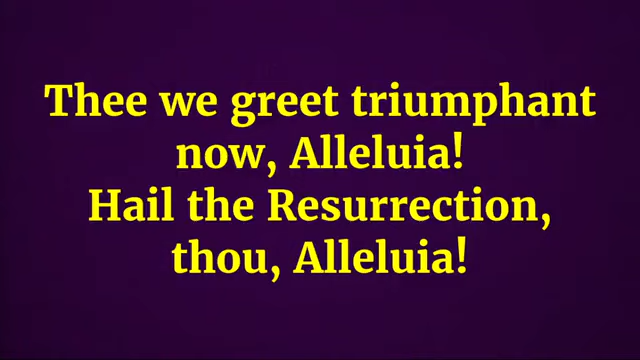 Thee we greet triumphant
now, Alleluia!
Hail the Resurrection,
thou, Alleluia!